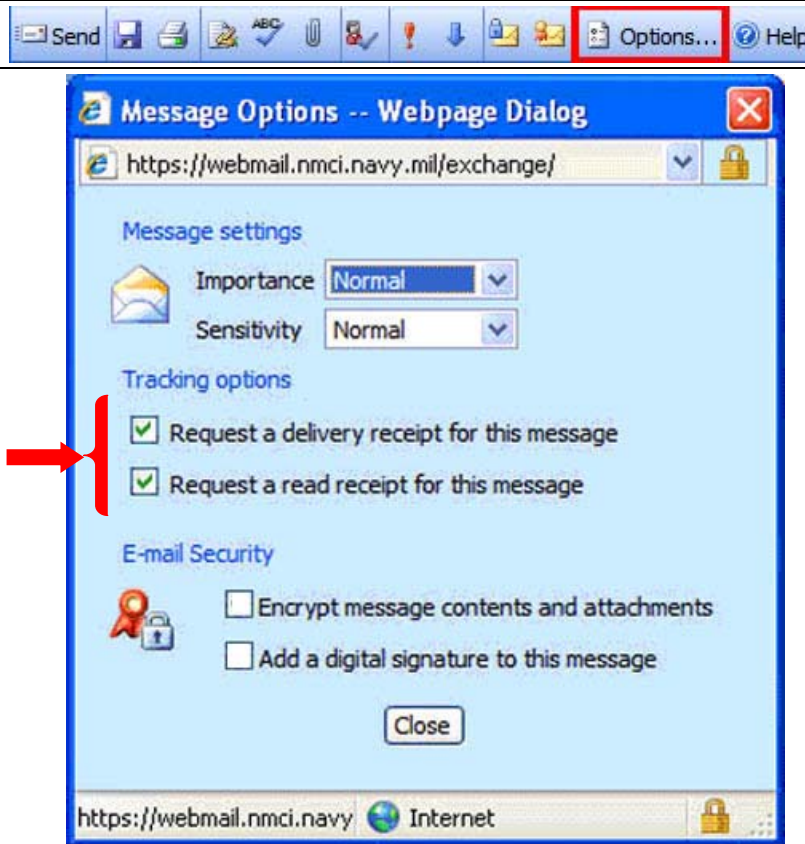 Send ABC Options... Help
Message Options -- Webpage Dialog
https://webmail.nmci.navy.mil/exchange/
Message settings
Importance Normal
Sensitivity Normal
Tracking options
Request a delivery receipt for this message
Request a read receipt for this message
E-mail Security
Encrypt message contents and attachments
Add a digital signature to this message
Close
https://webmail.nmci.navy Internet